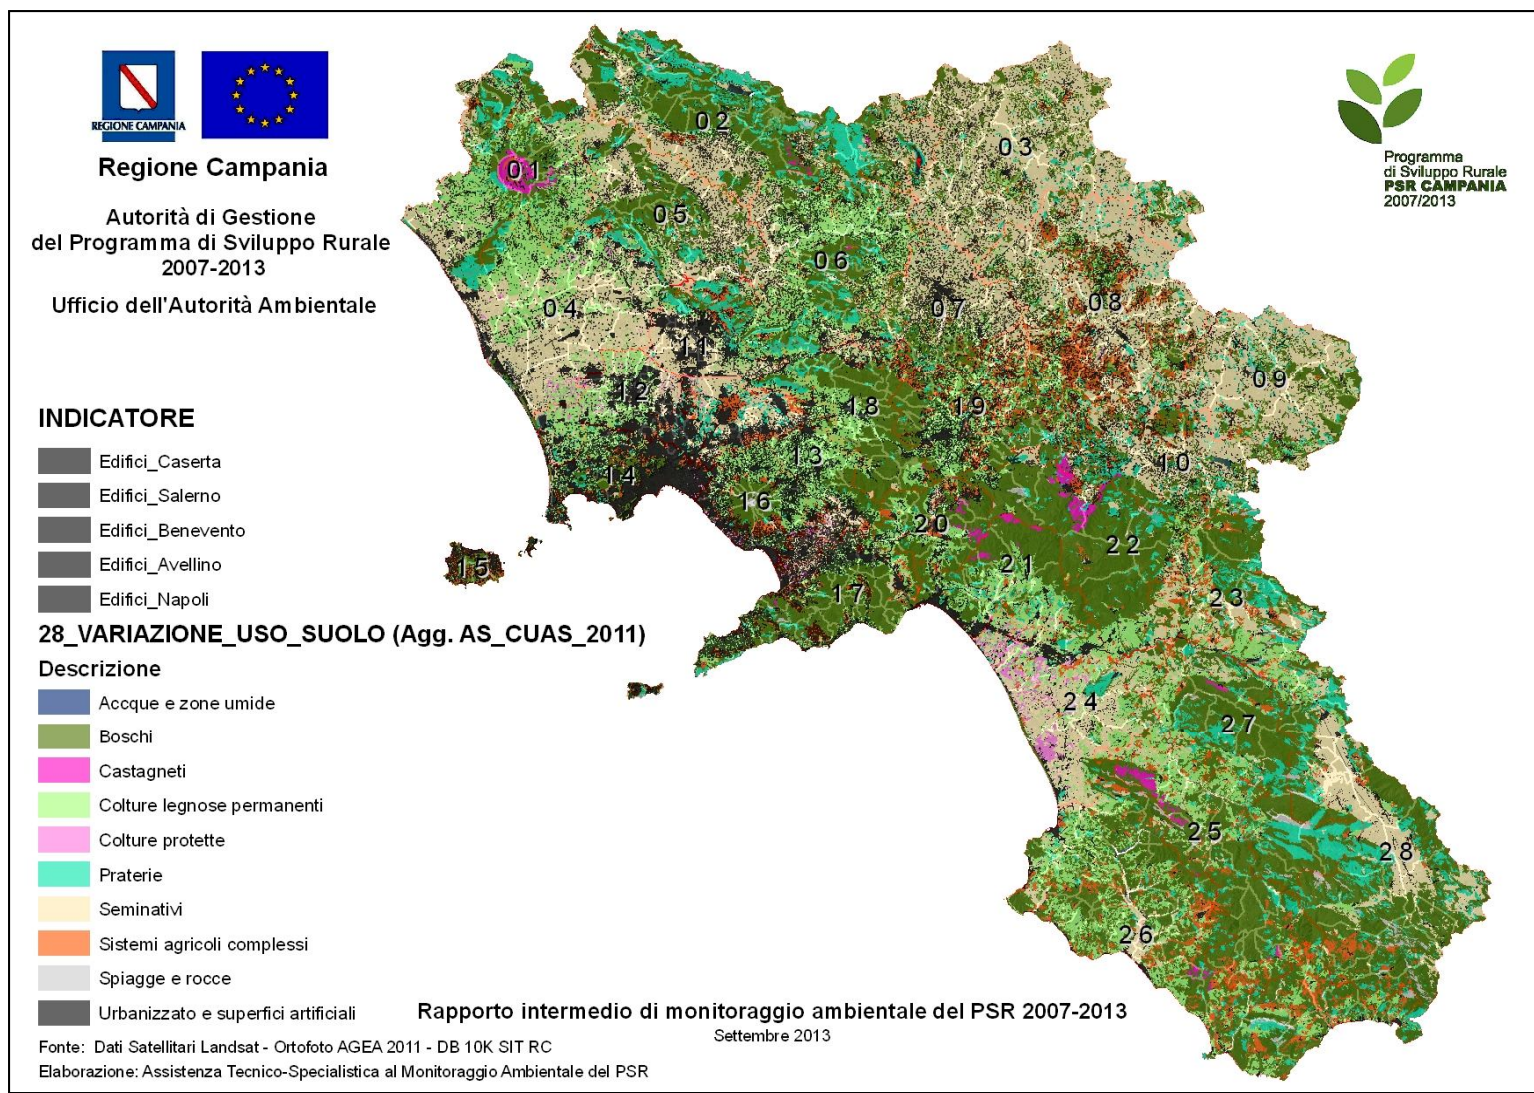 REGIONE CAMPANIA
Regione Campania
Autorità di Gestione
del Programma di Sviluppo Rurale
2007-2013
Ufficio dell'Autorità Ambientale
Programma
di Sviluppo Rurale
PSR CAMPANIA
2007/2013
INDICATORE
Edifici_Caserta
Edifici_Salerno
Edifici_Benevento
Edifici_Avellino
Edifici_Napoli
28_VARIAZIONE_USO_SUOLO (Agg. AS_CUAS_2011)
Descrizione
Accque e zone umide
Boschi
Castagneti
Colture legnose permanenti
Colture protette
Praterie
Seminativi
Sistemi agricoli complessi
Spiagge e rocce
Urbanizzato e superfici artificiali
01
02
03
04
05
06
07
08
09
10
11
12
13
14
15
16
17
18
19
20
21
22
23
24
25
26
27
28
Rapporto intermedio di monitoraggio ambientale del PSR 2007-2013
Settembre 2013
Fonte: Dati Satellitari Landsat - Ortofoto AGEA 2011 - DB 10K SIT RC
Elaborazione: Assistenza Tecnico-Specialistica al Monitoraggio Ambientale del PSR